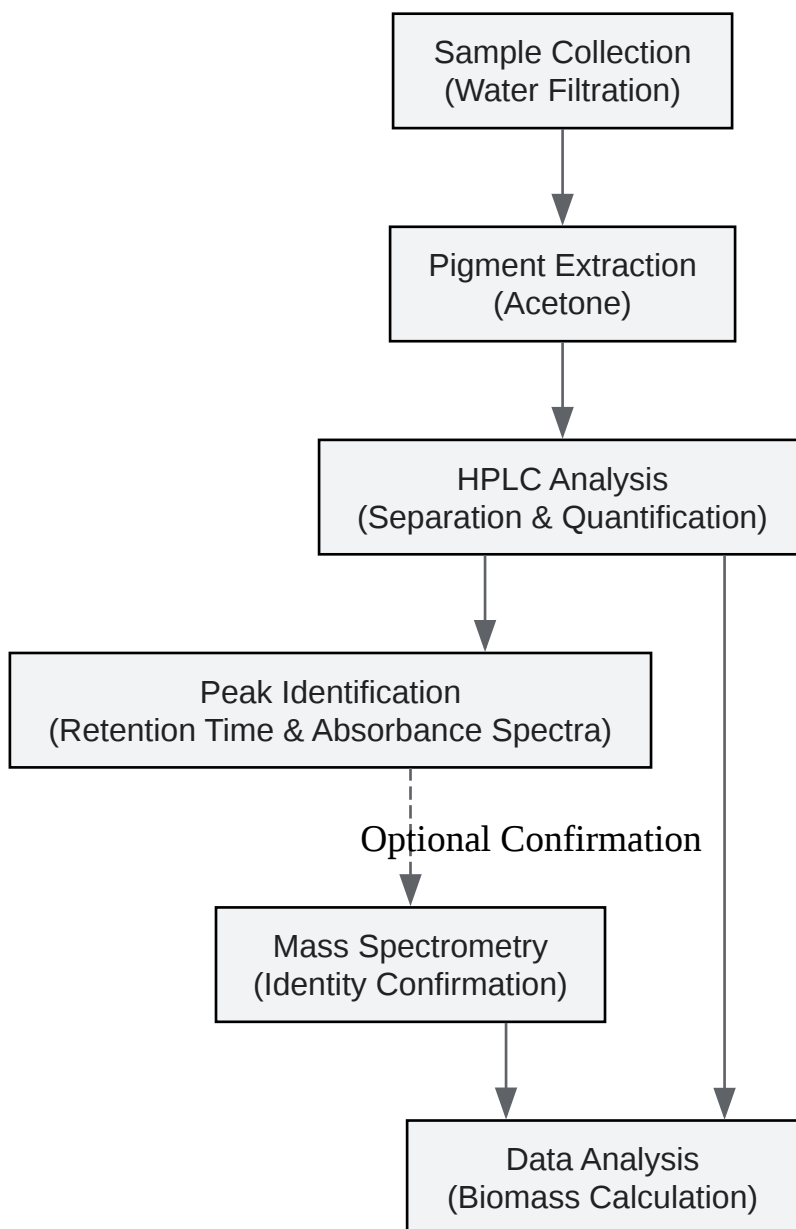 Sample Collection
(Water Filtration)
Pigment Extraction
(Acetone)
HPLC Analysis
(Separation & Quantification)
Peak Identification
(Retention Time & Absorbance Spectra)
Optional Confirmation
Mass Spectrometry
(Identity Confirmation)
Data Analysis
(Biomass Calculation)